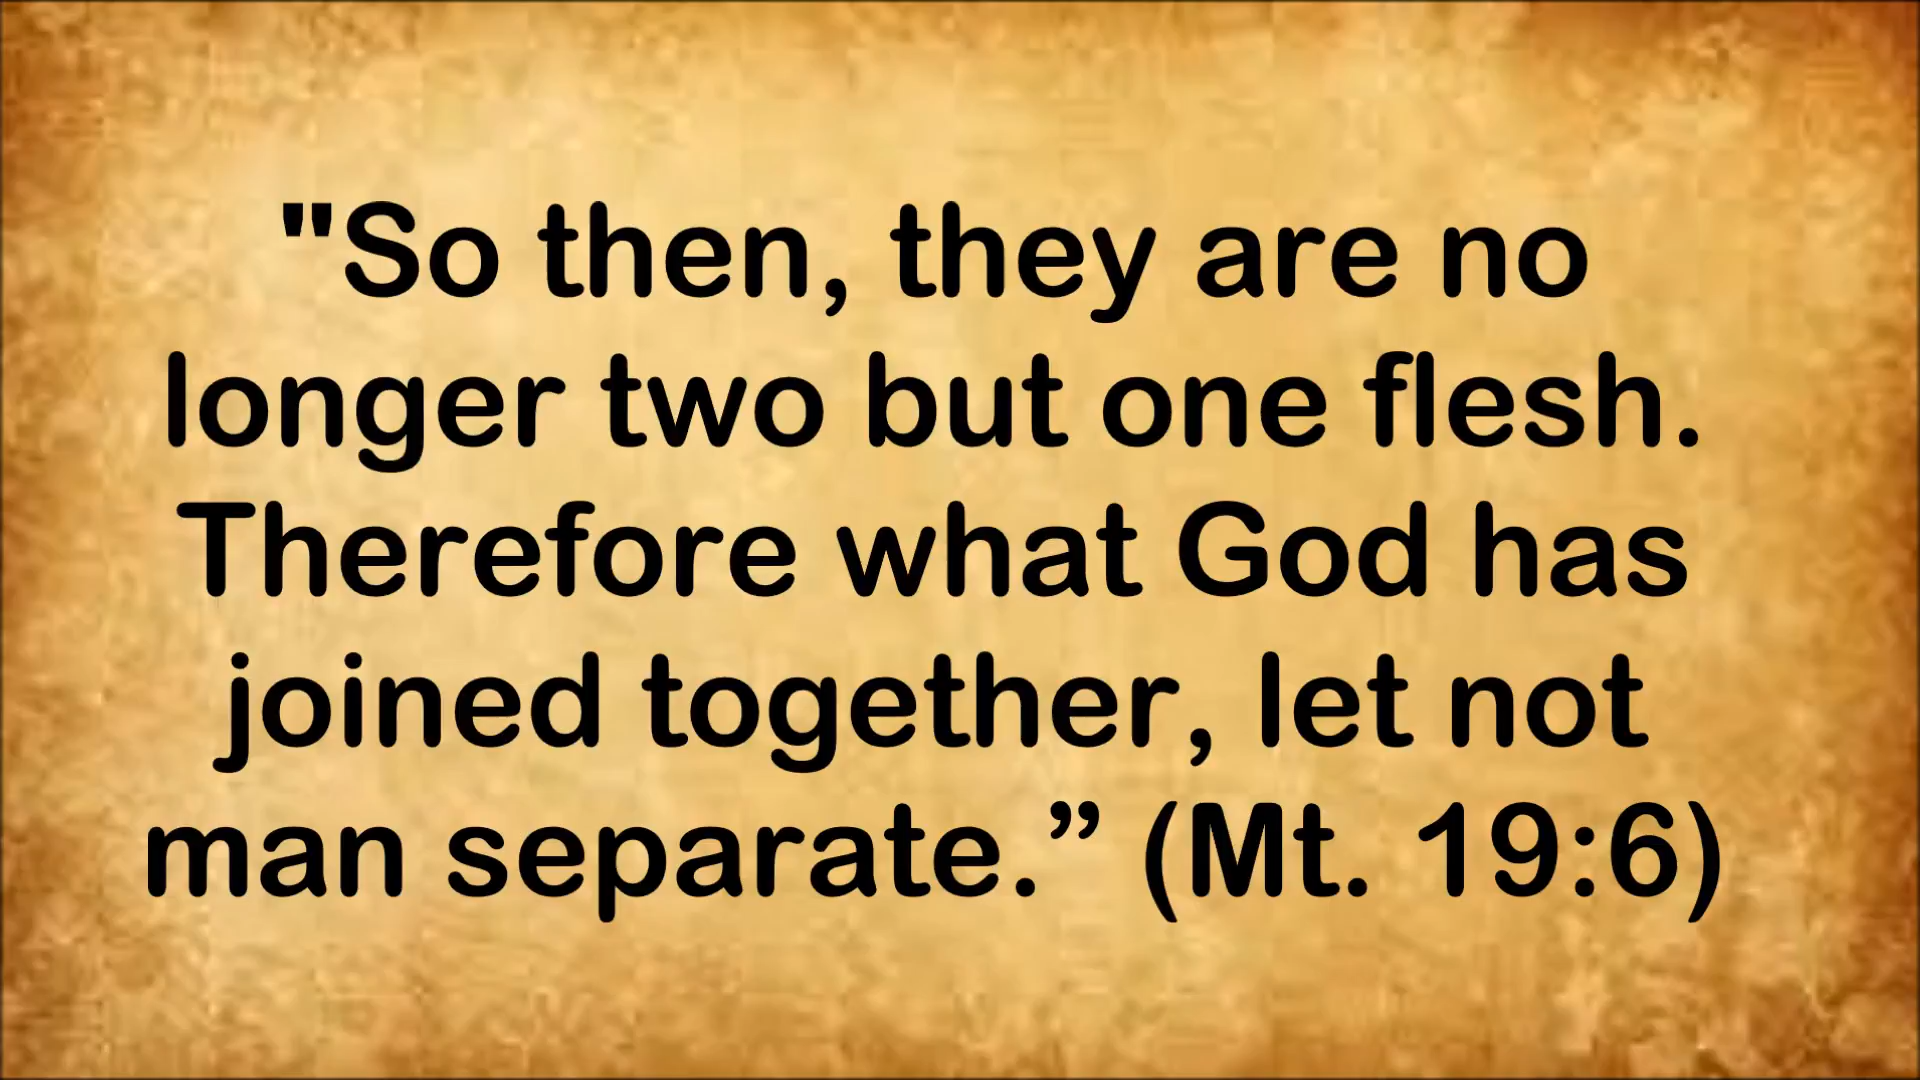 "So then, they are no
longer two but one flesh.
Therefore what God has
joined together, let not
man separate.” (Mt. 19:6)